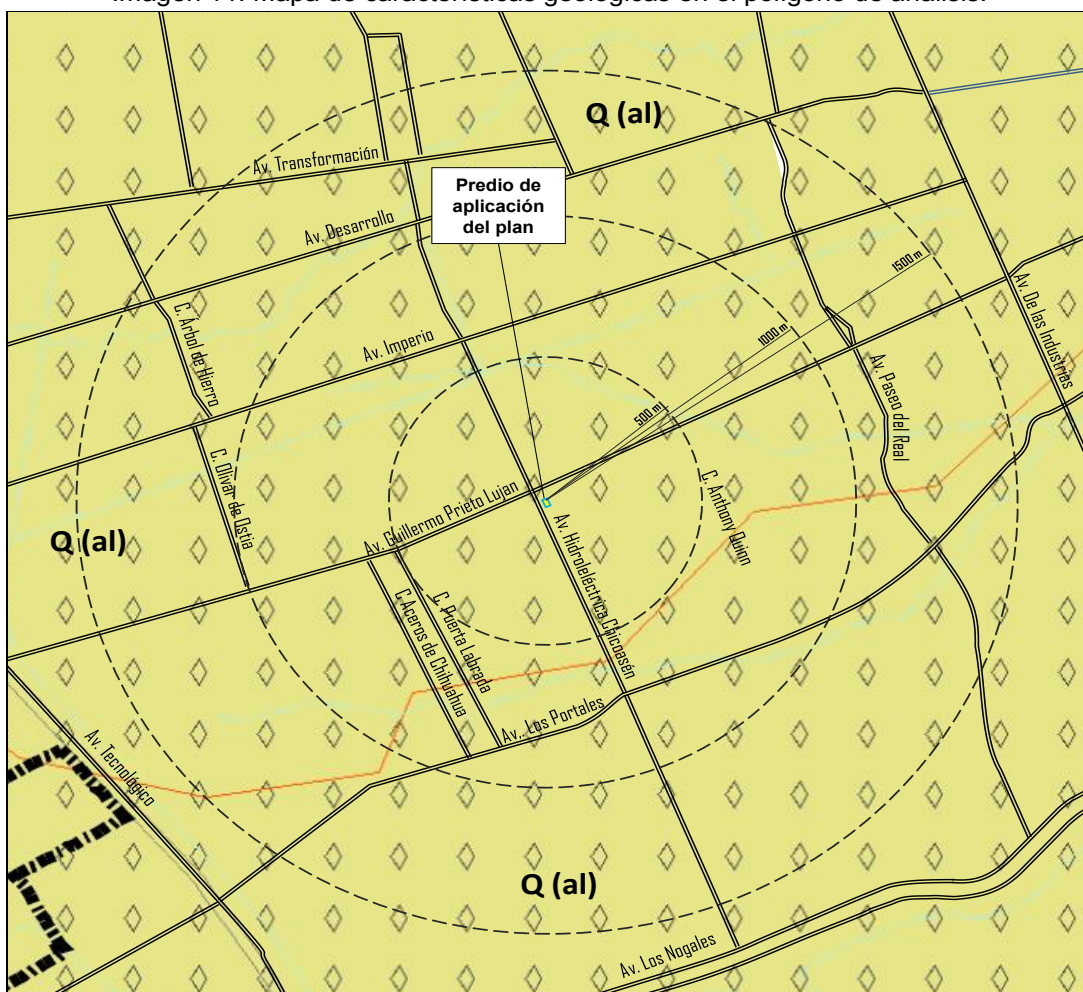 Q (al)
Av. Transformación
Predio de
aplicación
del plan
Av. Desarrollo
1500 m
C. Árbol de Hierro
Av. Imperio
1000 m
Av. De las Industrias
Av. Paseo del Real
500 m
C. Olivar de Ostia
Av. Guillermo Prieto Lujan
C. Anthony Quinn
Q (al)
Av. Hidroleléctrica Chicoasén
C. Puerta Labrada
C. Aceros de Chihuahua
Av,. Los Portales
Av. Tecnológico
Q (al)
Av. Los Nogales